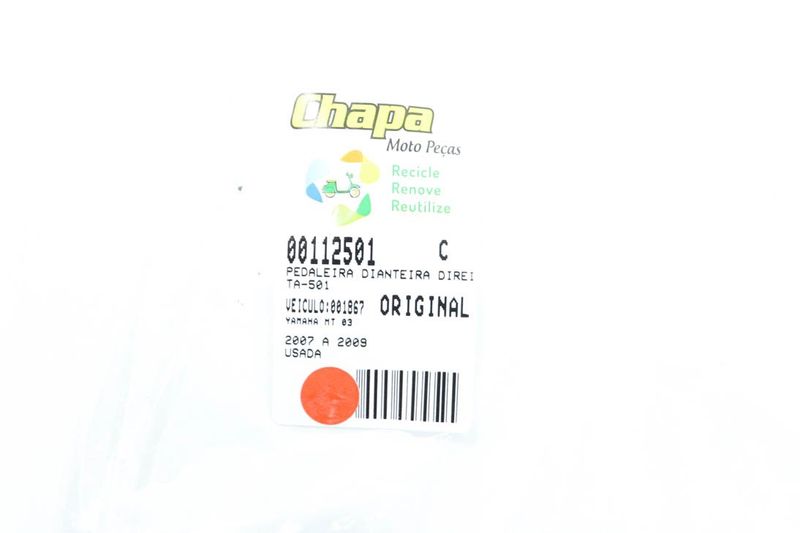 Chapa
Moto Peças
Recicle
Renove
Reutilize
00112501 C
PEDALEIRA DIANTEIRA DIREI
TA-501
VEICULO:001867 ORIGINAL
YAMAHA MT 03
2007 A 2009
USADA